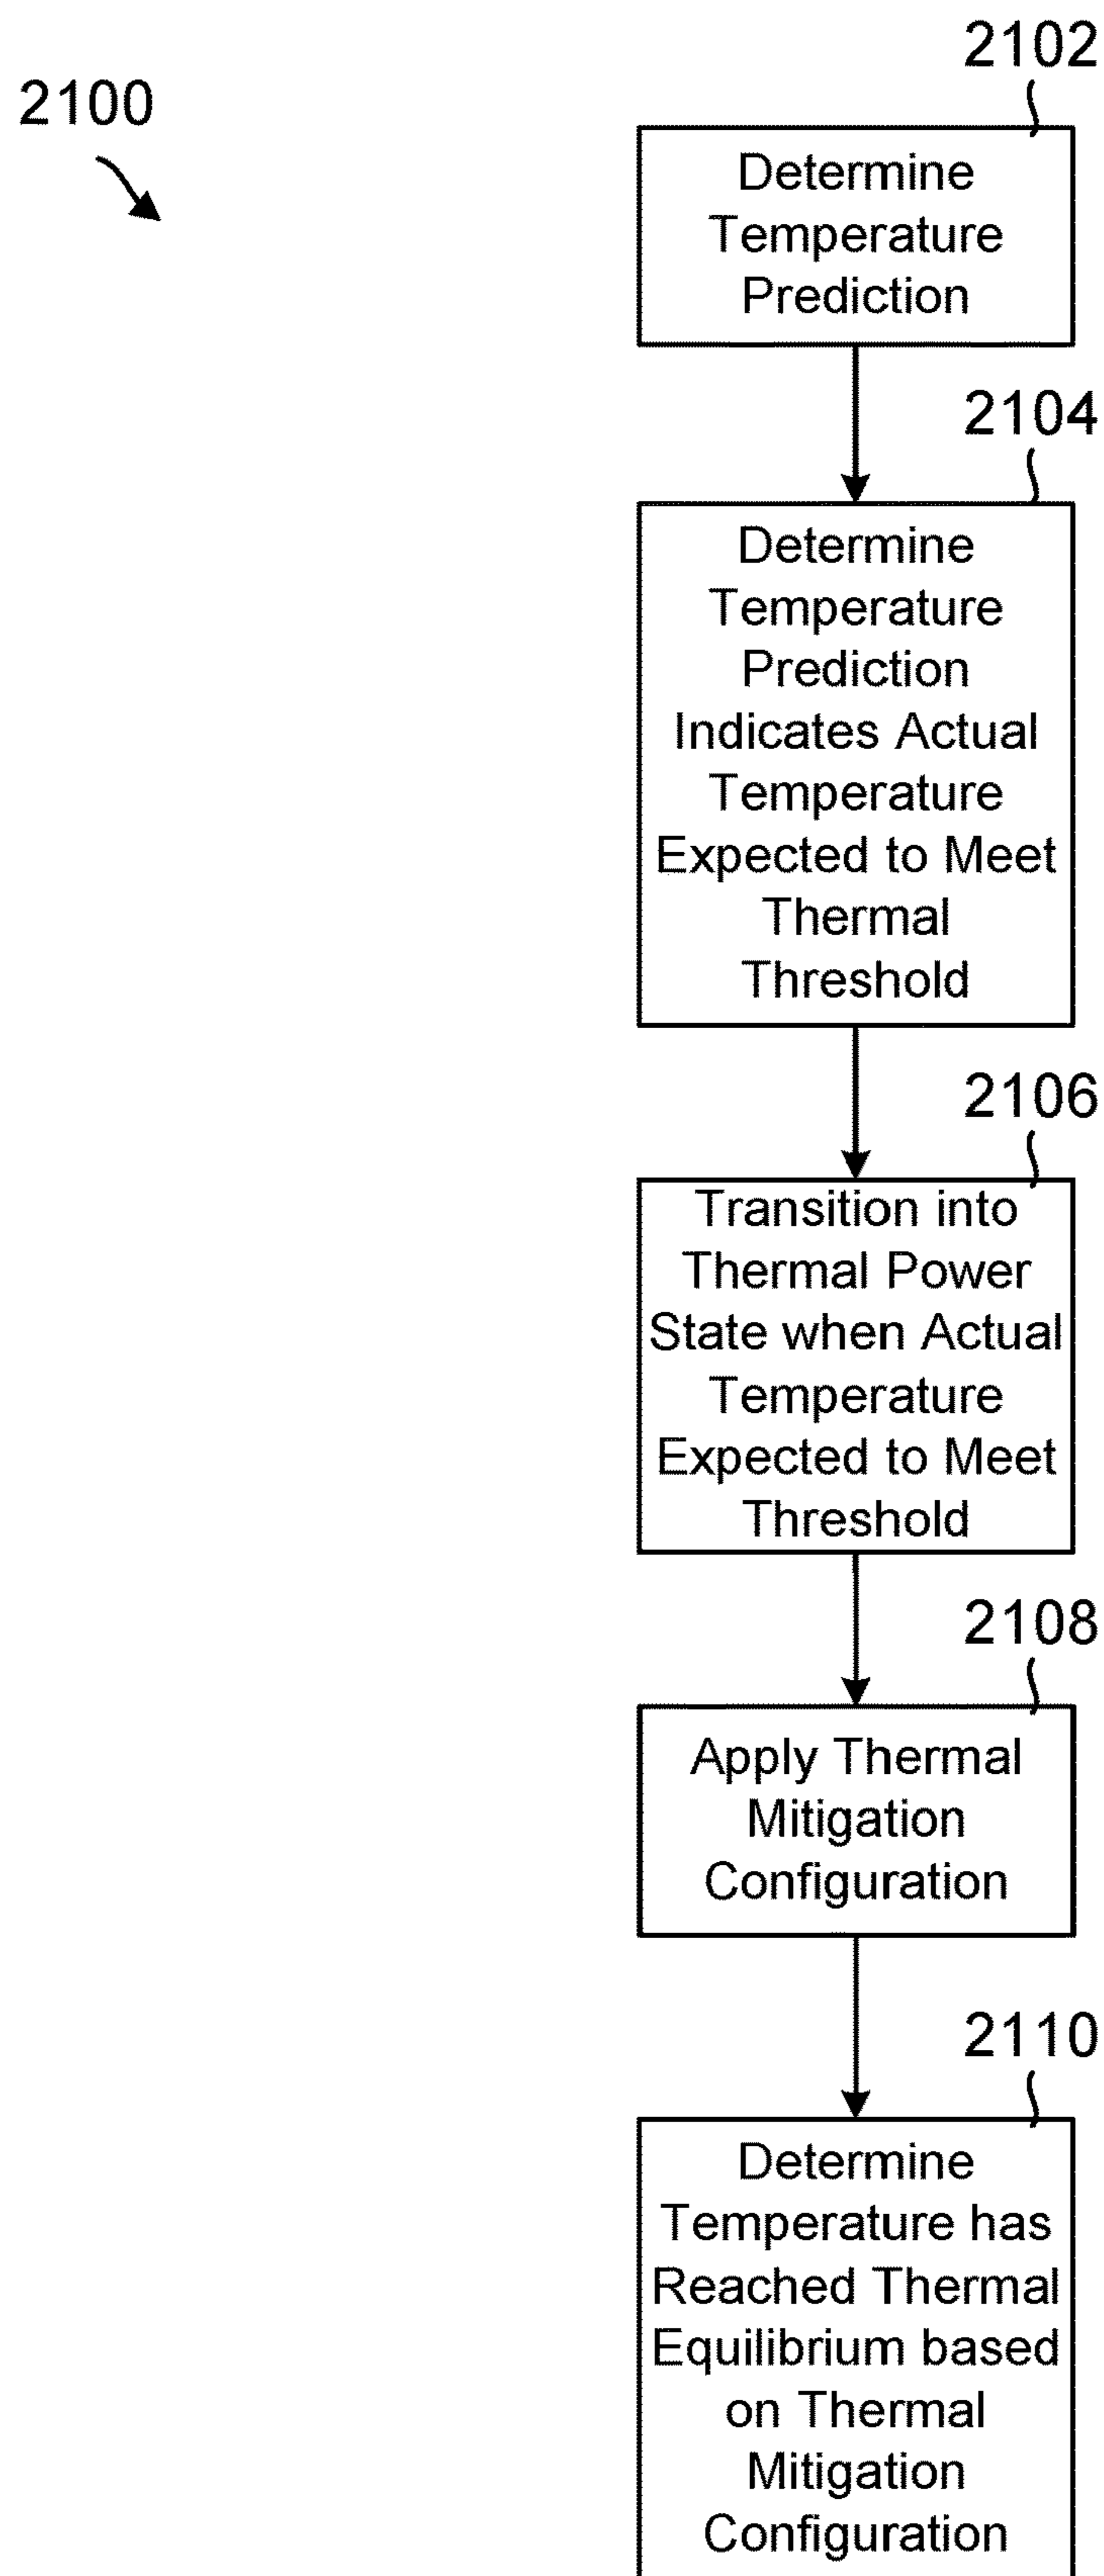 2102
2100
Determine
Temperature
Prediction
2104
Determine
Temperature
Prediction
Indicates Actual
Temperature
Expected to Meet
Thermal
Threshold
2106
Transition into
Thermal Power
State when Actual
Temperature
Expected to Meet
Threshold
2108
Apply Thermal
Mitigation
Configuration
2110
Determine
Temperature has
Reached Thermal
Equilibrium based
on Thermal
Mitigation
Configuration